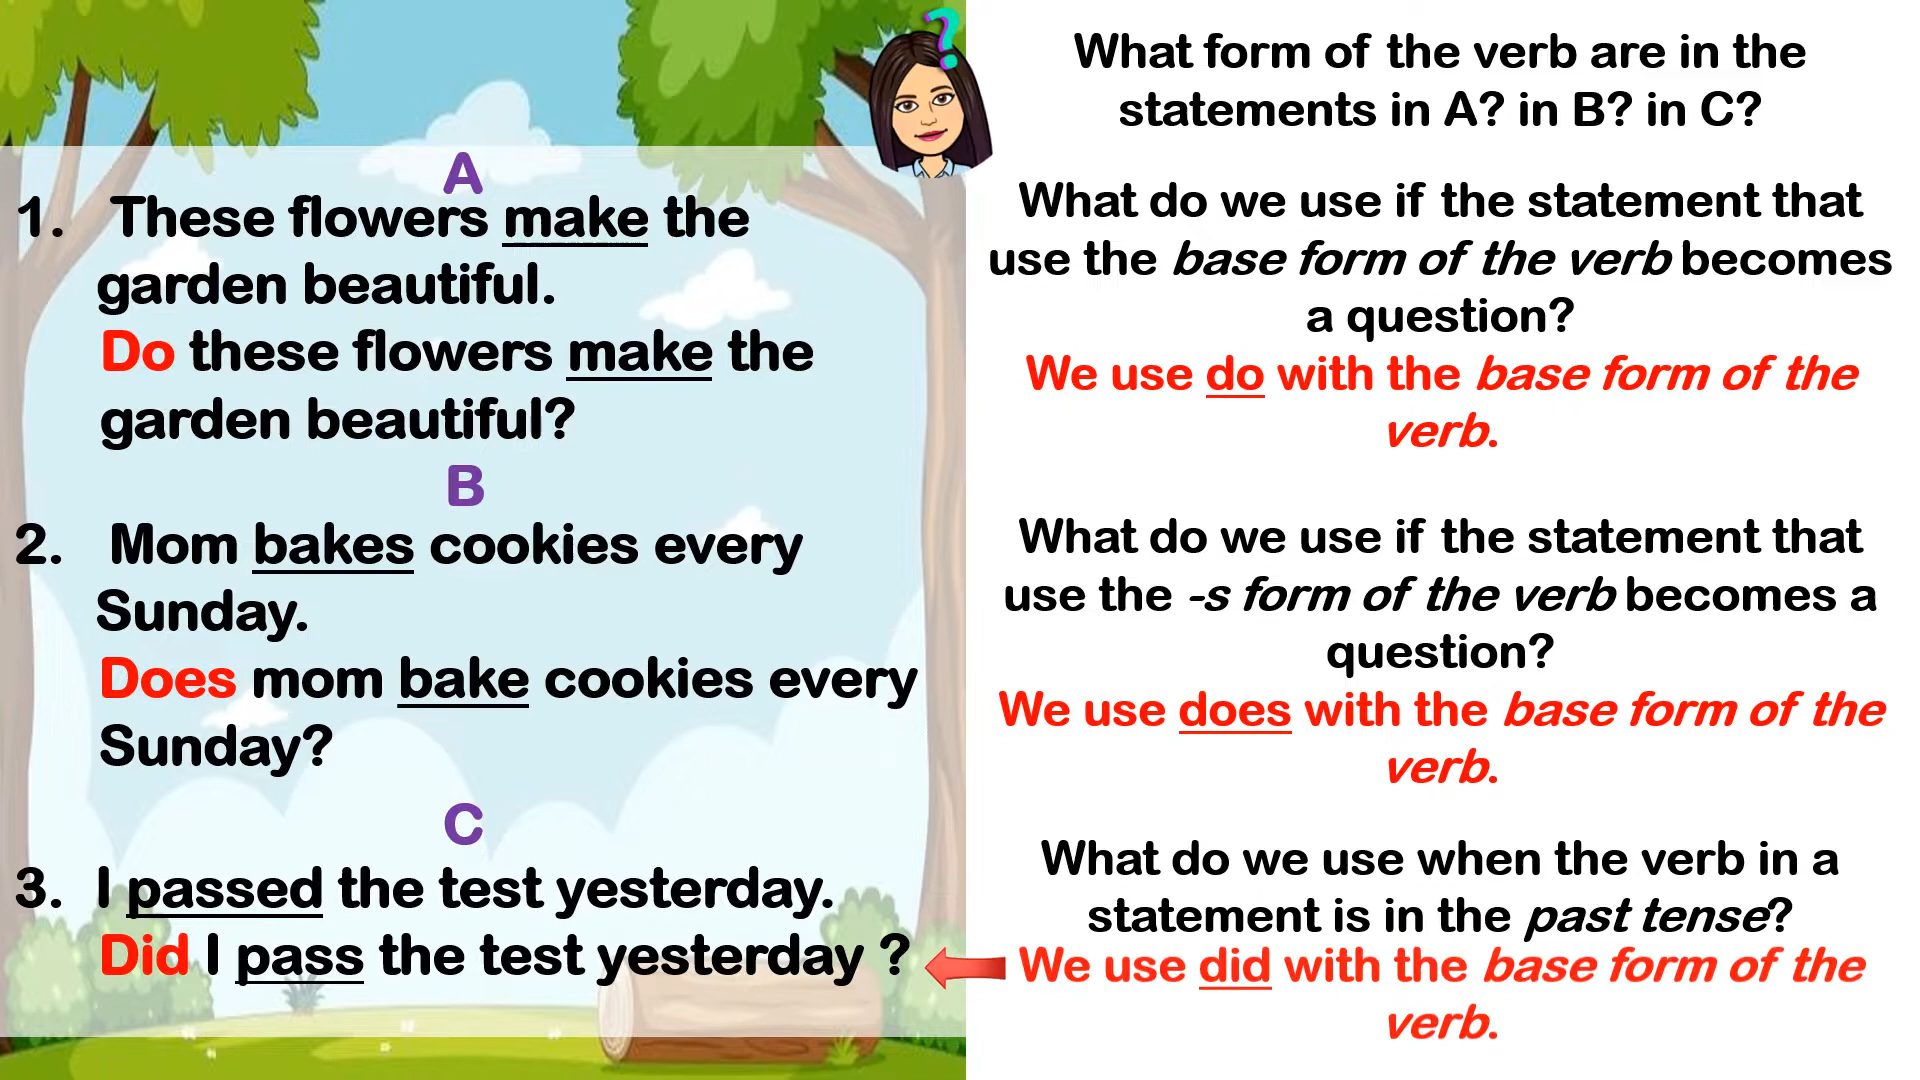 A
1. These flowers make the
garden beautiful.
Do these flowers make the
garden beautiful?
B
2. Mom bakes cookies every
Sunday.
Does mom bake cookies every
Sunday?
C
3. I passed the test yesterday.
Did I pass the test yesterday ?
?
What form of the verb are in the
statements in A? in B? in C?
What do we use if the statement that
use the base form of the verb becomes
a question?
We use do with the base form of the
verb.
What do we use if the statement that
use the -s form of the verb becomes a
question?
We use does with the base form of the
verb.
What do we use when the verb in a
statement is in the past tense?
We use did with the base form of the
verb.